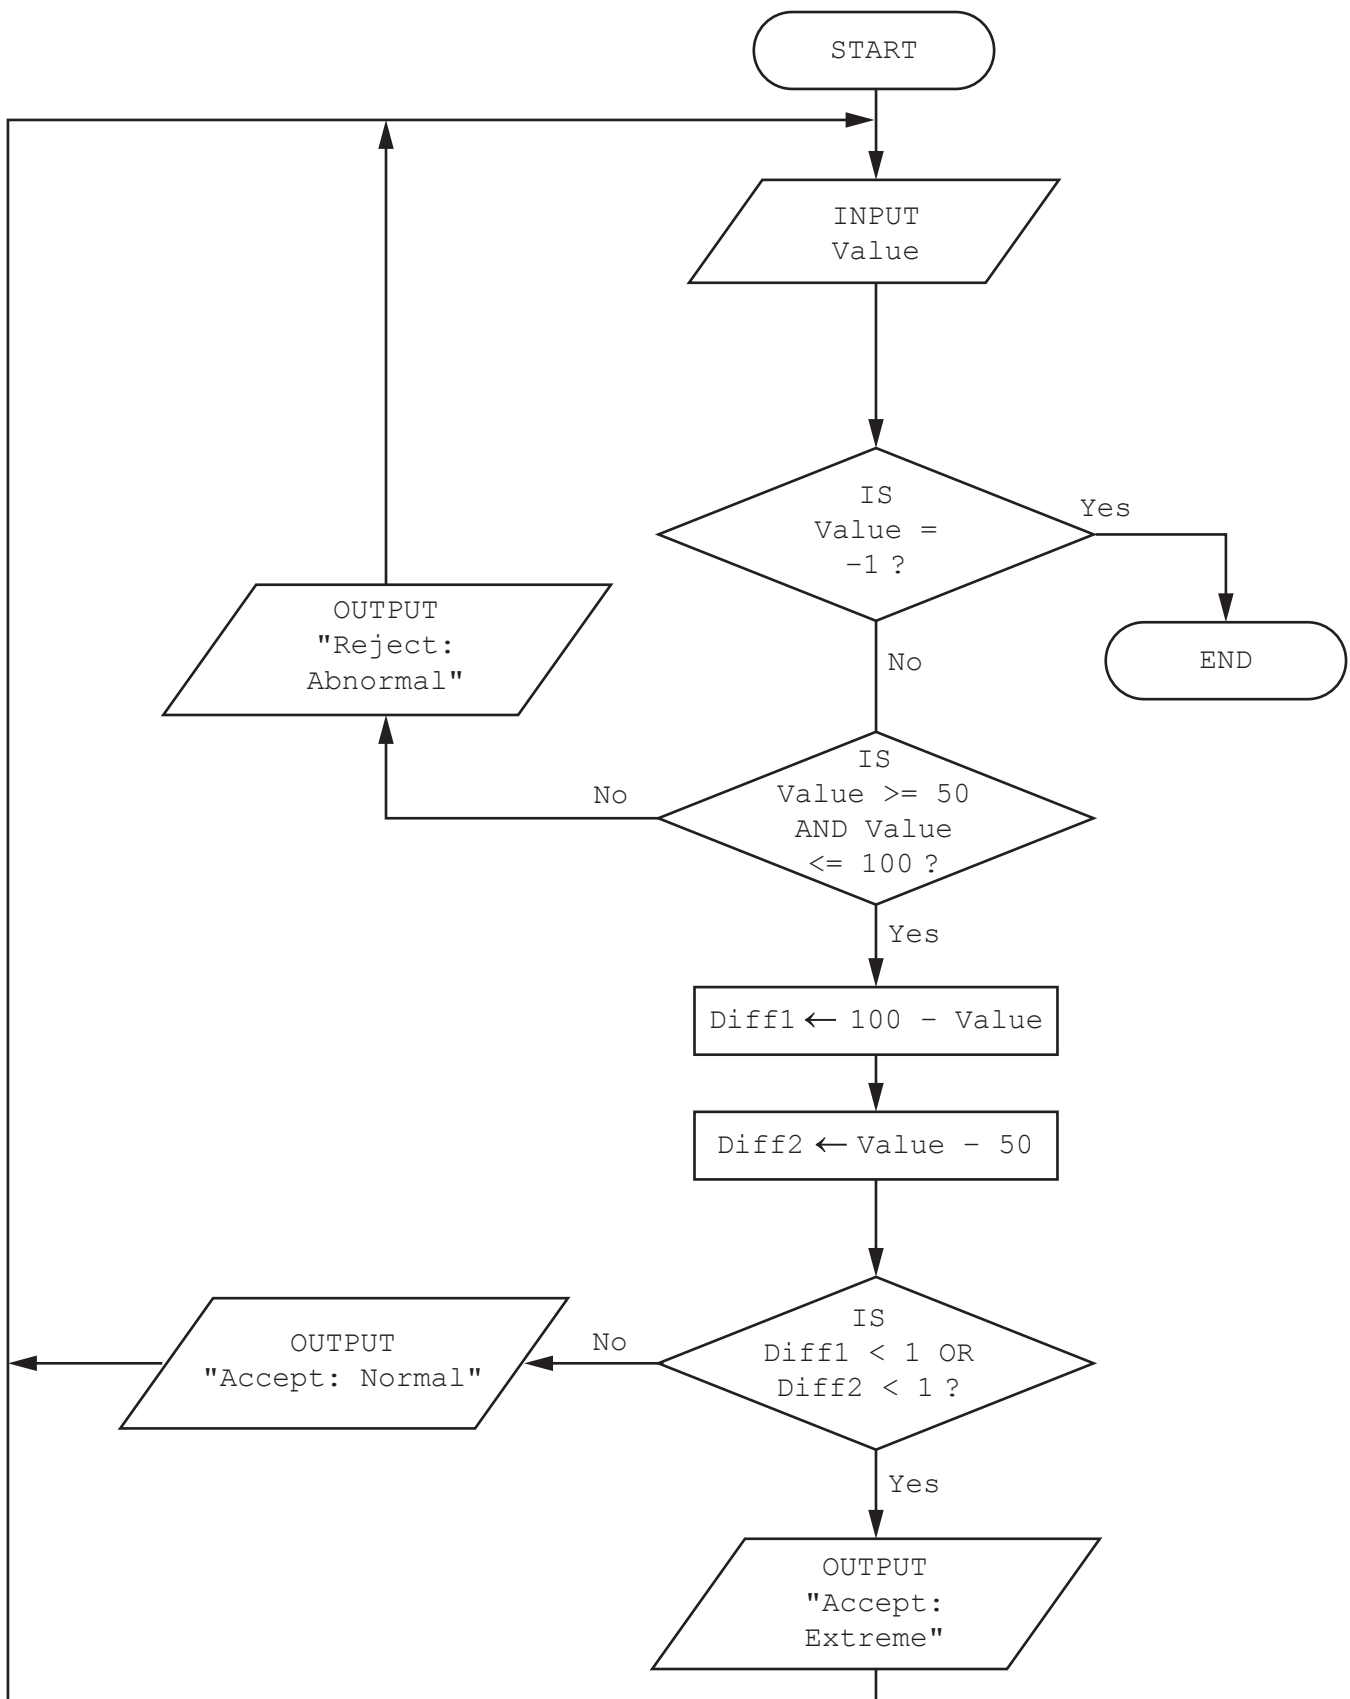 START
INPUT
Value
IS
Value =
–1 ?
Yes
END
No
OUTPUT
"Reject:
Abnormal"
IS
Value >= 50
AND Value
<= 100 ?
No
Yes
Diff1 ← 100 – Value
Diff2 ← Value – 50
IS
Diff1 < 1 OR
Diff2 < 1 ?
No
OUTPUT
"Accept: Normal"
Yes
OUTPUT
"Accept:
Extreme"